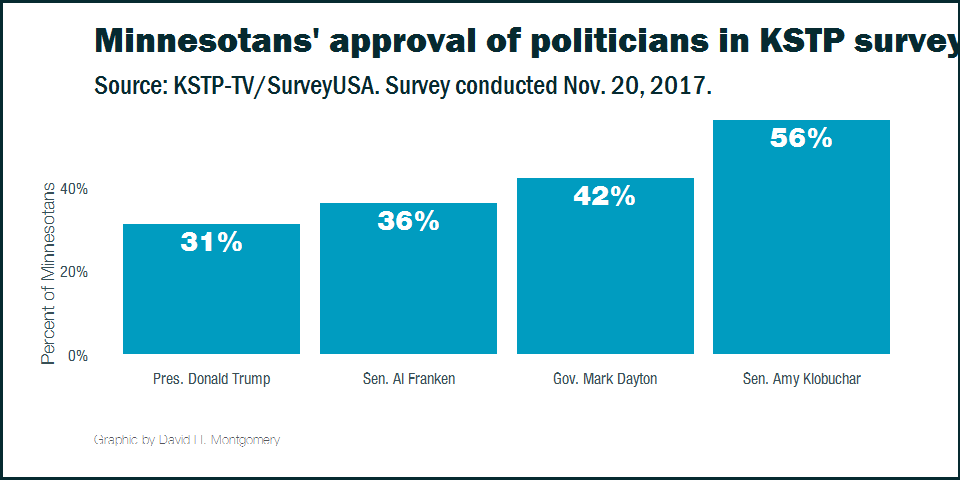 Minnesotans' approval of politicians in KSTP survey
Source: KSTP-TV/SurveyUSA. Survey conducted Nov. 20, 2017.
Percent of Minnesotans
40%
20%
0%
31%
36%
42%
56%
Pres. Donald Trump
Sen. Al Franken
Gov. Mark Dayton
Sen. Amy Klobuchar
Graphic by David H. Montgomery